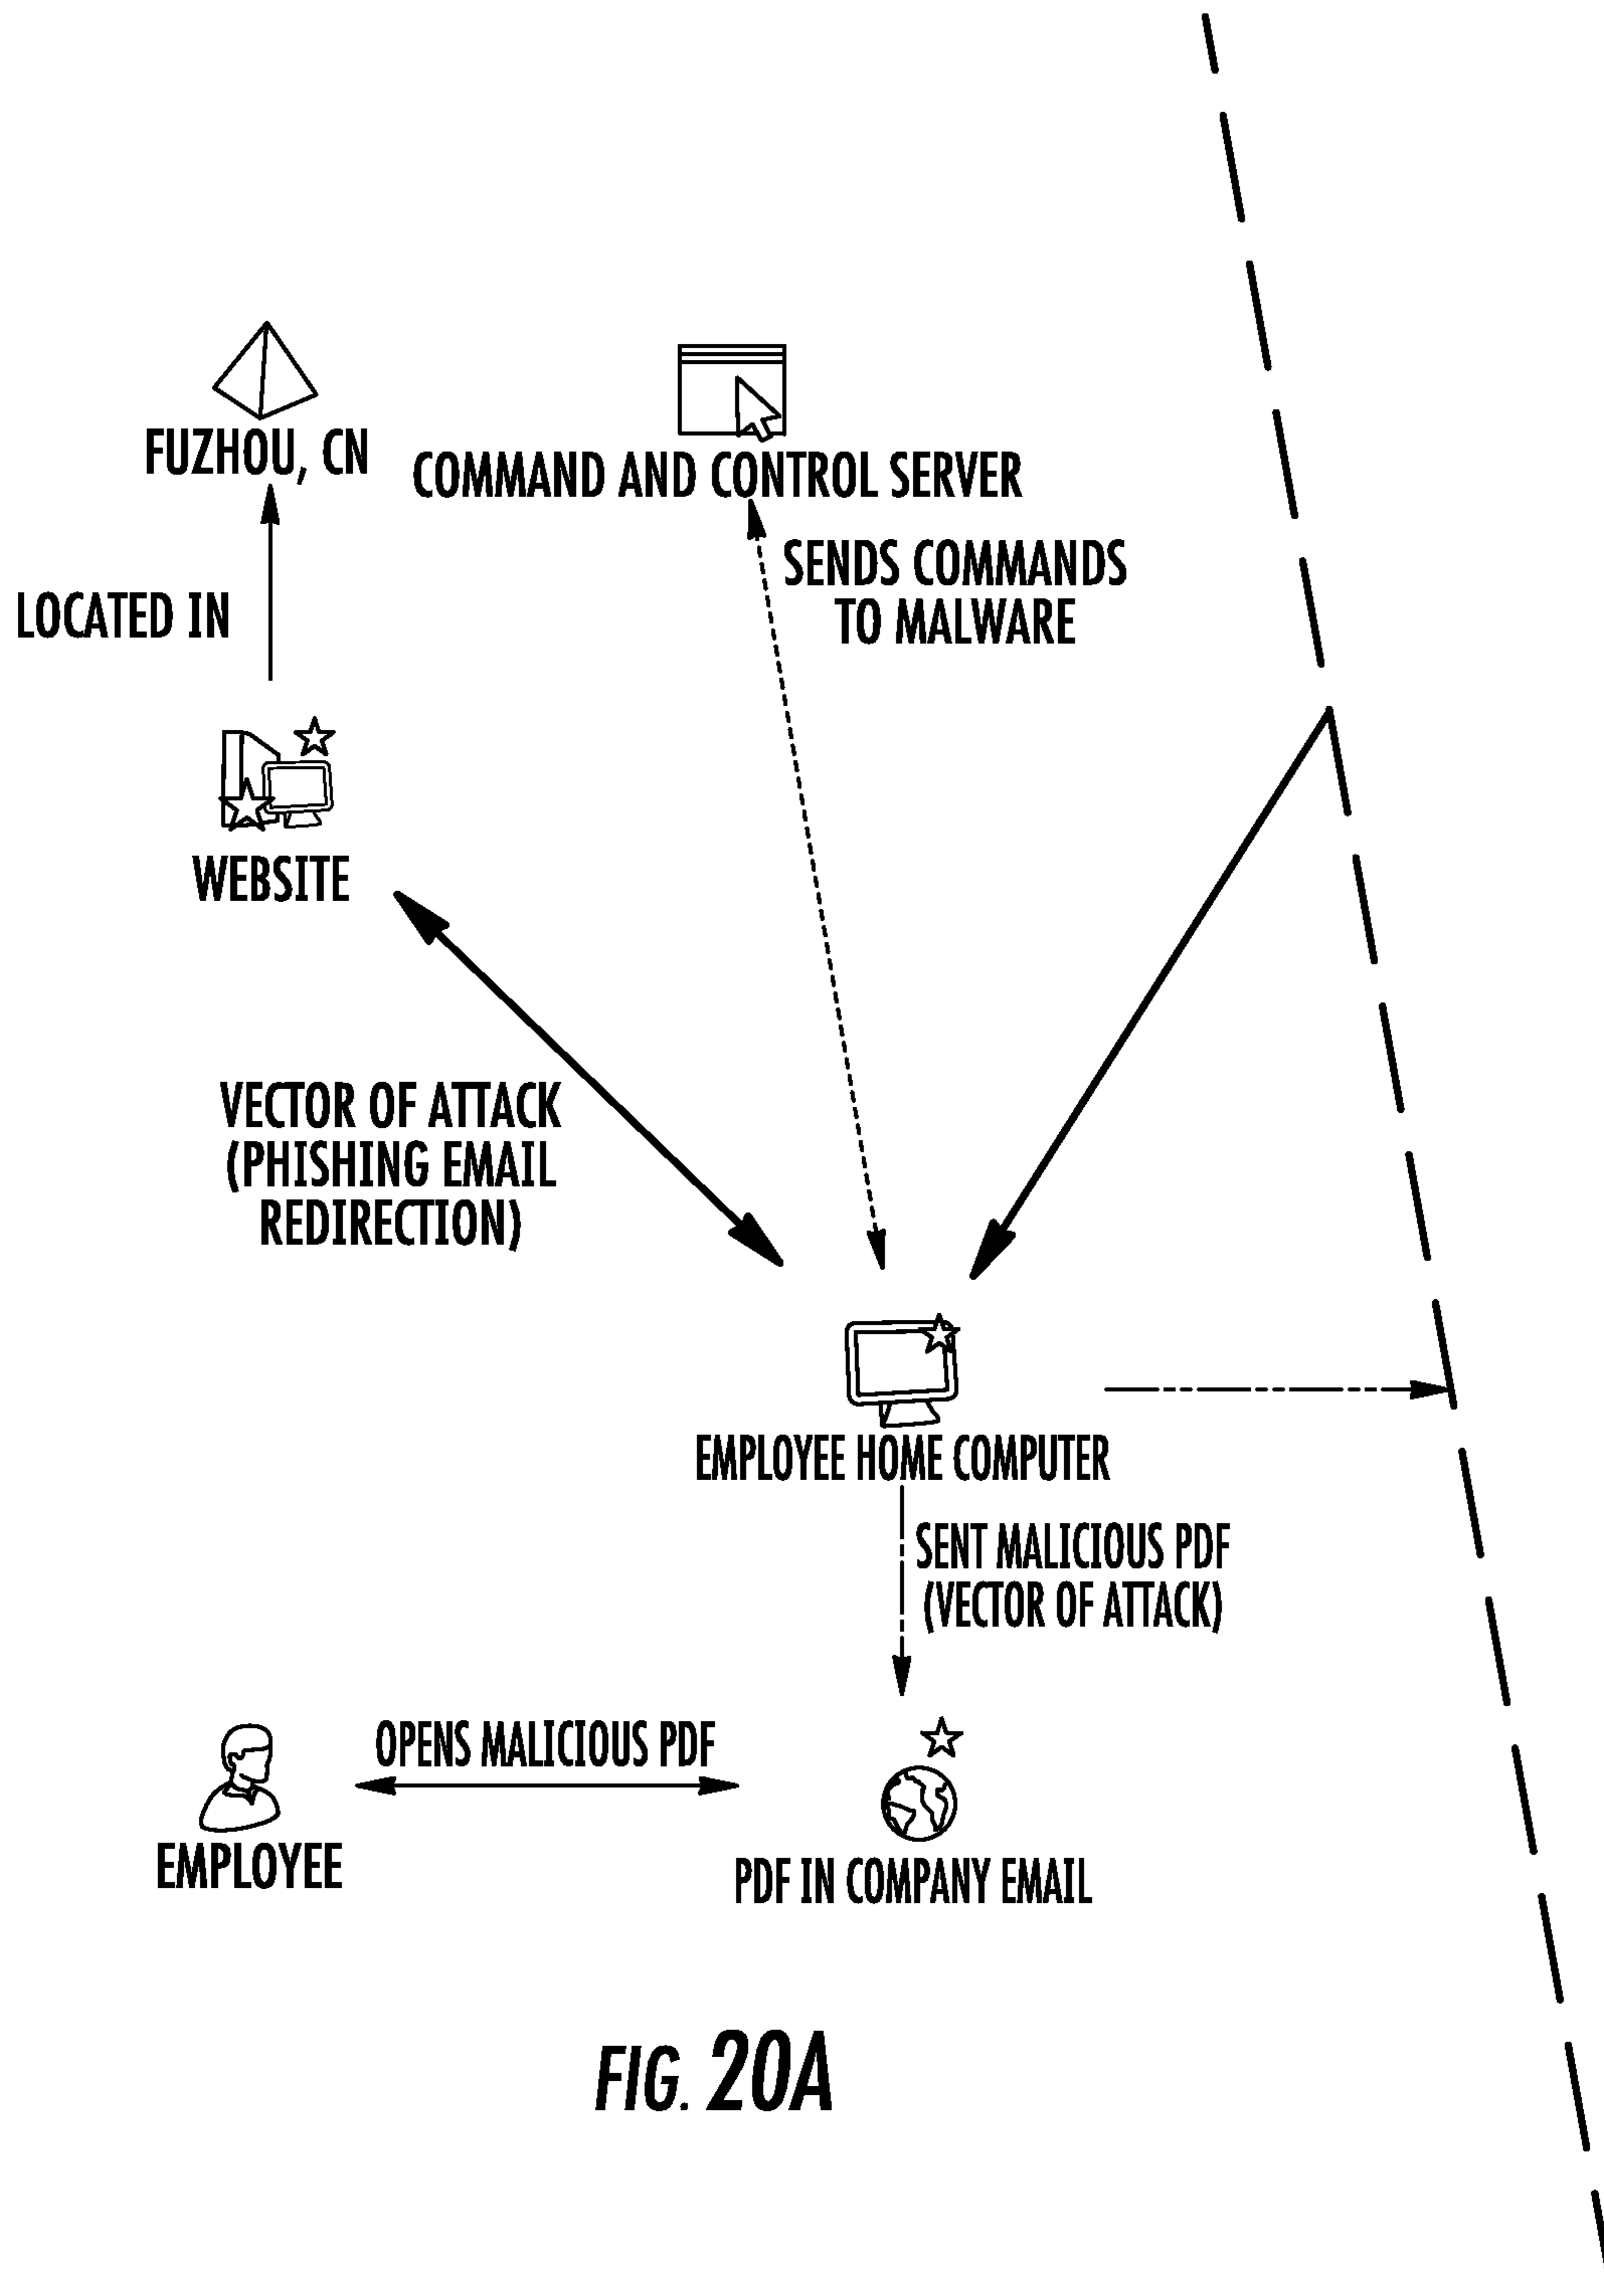 FUZHOU, CN
COMMAND AND CONTROL SERVER
SENDS COMMANDS
TO MALWARE
LOCATED IN
WEBSITE
VECTOR OF ATTACK
(PHISHING EMAIL
REDIRECTION)
EMPLOYEE HOME COMPUTER
SENT MALICIOUS PDF
(VECTOR OF ATTACK)
OPENS MALICIOUS PDF
EMPLOYEE
PDF IN COMPANY EMAIL
FIG. 20A